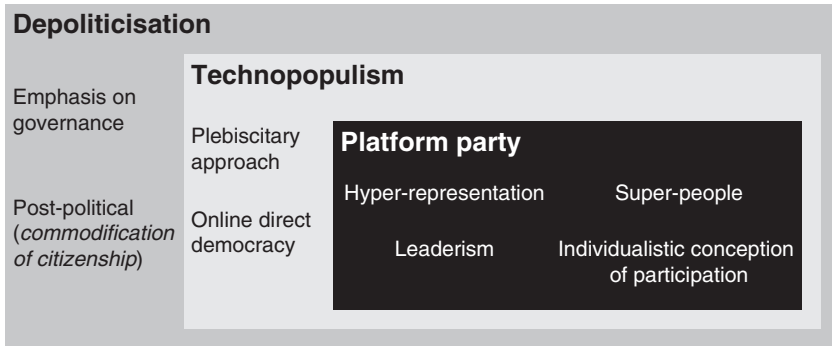 Depoliticisation
Emphasis on
governance
Post-political
(commodification
of citizenship)
Technopopulism
Plebiscitary
approach
Online direct
democracy
Platform party
Hyper-representation
Super-people
Leaderism
Individualistic conception
of participation